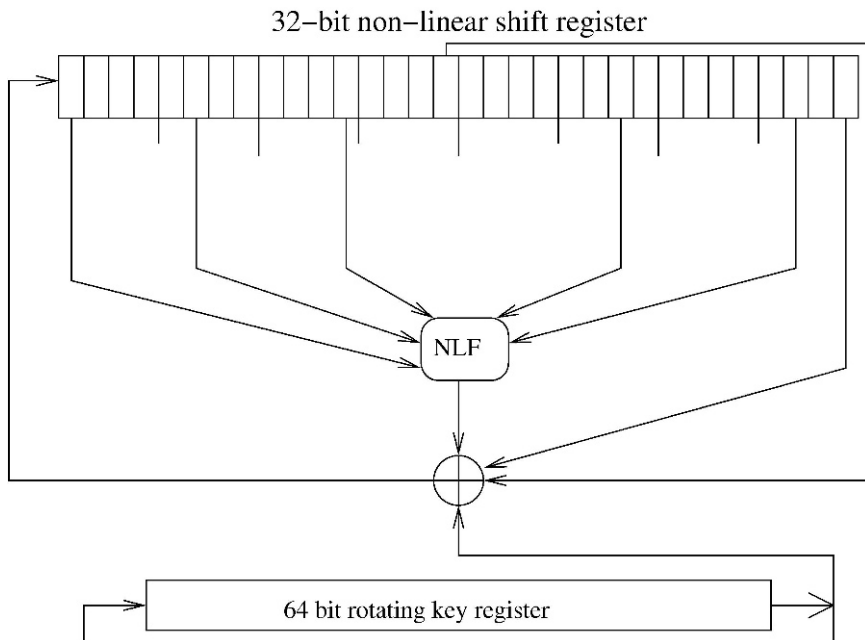 32-bit non-linear shift register
NLF
64 bit rotating key register